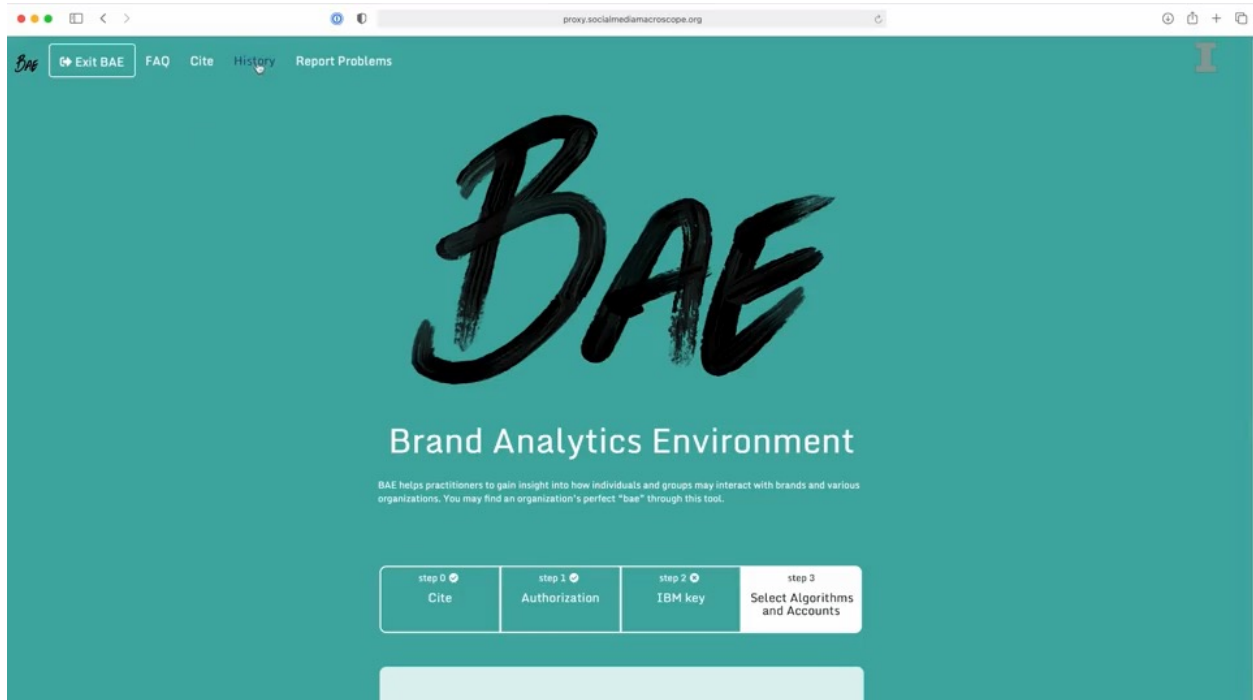 proxy.socialmediamacroscope.org
BAE Exit BAE FAQ Cite History Report Problems
I
BAE
Brand Analytics Environment
BAE helps practitioners to gain insight into how individuals and groups may interact with brands and various
organizations. You may find an organization's perfect "bae" through this tool.
step 0 step 1 step 2 step 3
Cite Authorization IBM key Select Algorithms
and Accounts